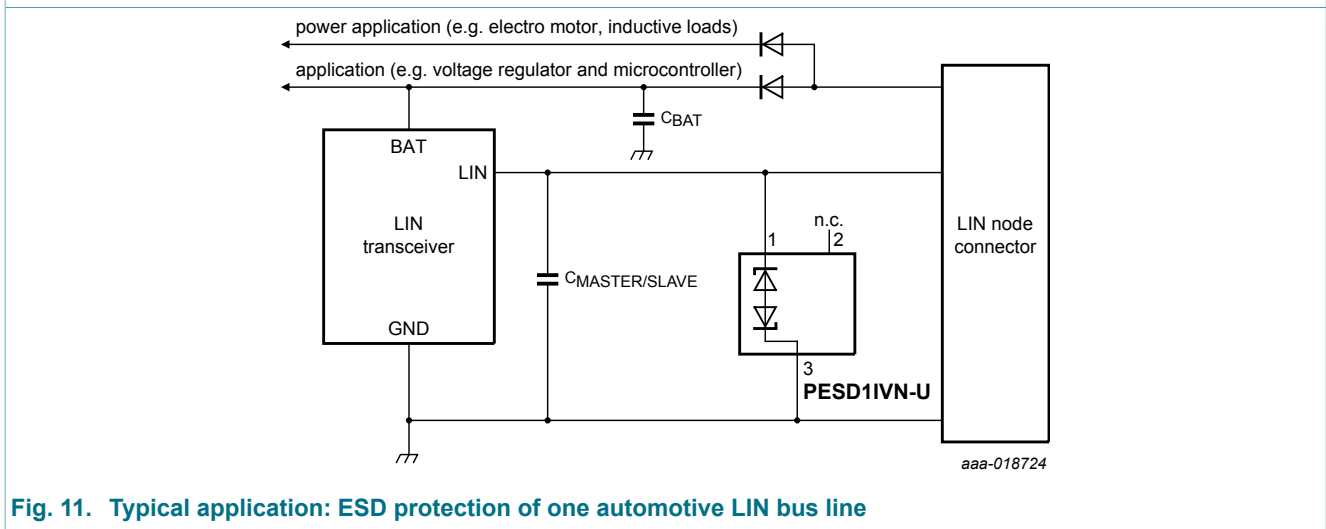 power application (e.g. electro motor, inductive loads)
application (e.g. voltage regulator and microcontroller)
CBAT
BAT
LIN
LIN
transceiver
GND
CMASTER/SLAVE
n.c.
1
2
3
PESD1IVN-U
LIN node
connector
aaa-018724
Fig. 11. Typical application: ESD protection of one automotive LIN bus line